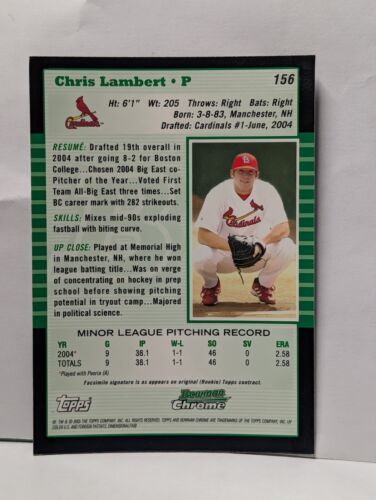 Chris Lambert • P 156
Ht: 6'1" Wt: 205 Throws: Right Bats: Right
Born: 3-8-83, Manchester, NH
Drafted: Cardinals #1-June, 2004
Cardinals
RESUMÉ: Drafted 19th overall in
2004 after going 8-2 for Boston
College...Chosen 2004 Big East co-
Pitcher of the Year...Voted First
Team All-Big East three times...Set
BC career mark with 282 strikeouts.
SKILLS: Mixes mid-90s exploding
fastball with biting curve.
UP CLOSE: Played at Memorial High
in Manchester, NH, where he won
league batting title...Was on verge
of concentrating on hockey in prep
school before showing pitching
potential in tryout camp...Majored
in political science.
Cardinals
MINOR LEAGUE PITCHING RECORD
YR G IP W-L SO SV ERA
2004* 9 38.1 1-1 46 0 2.58
TOTALS 9 38.1 1-1 46 0 2.58
*Played with Peoria (A)
Facsimile signature is as appears on original (Rookie) Topps contract.
Topps
Bowman
Chrome